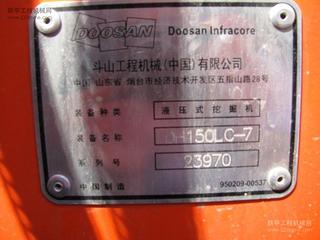 铁甲工程机械网
DOOSAN Doosan Infracore
斗山工程机械(中国)有限公司
中国 山东省 烟台市经济技术开发区五指山路28号
装备种类 液压式挖掘机
装备名称 DH150LC-7
系列号 23970
中国制造 950209-00537
铁甲工程机械网